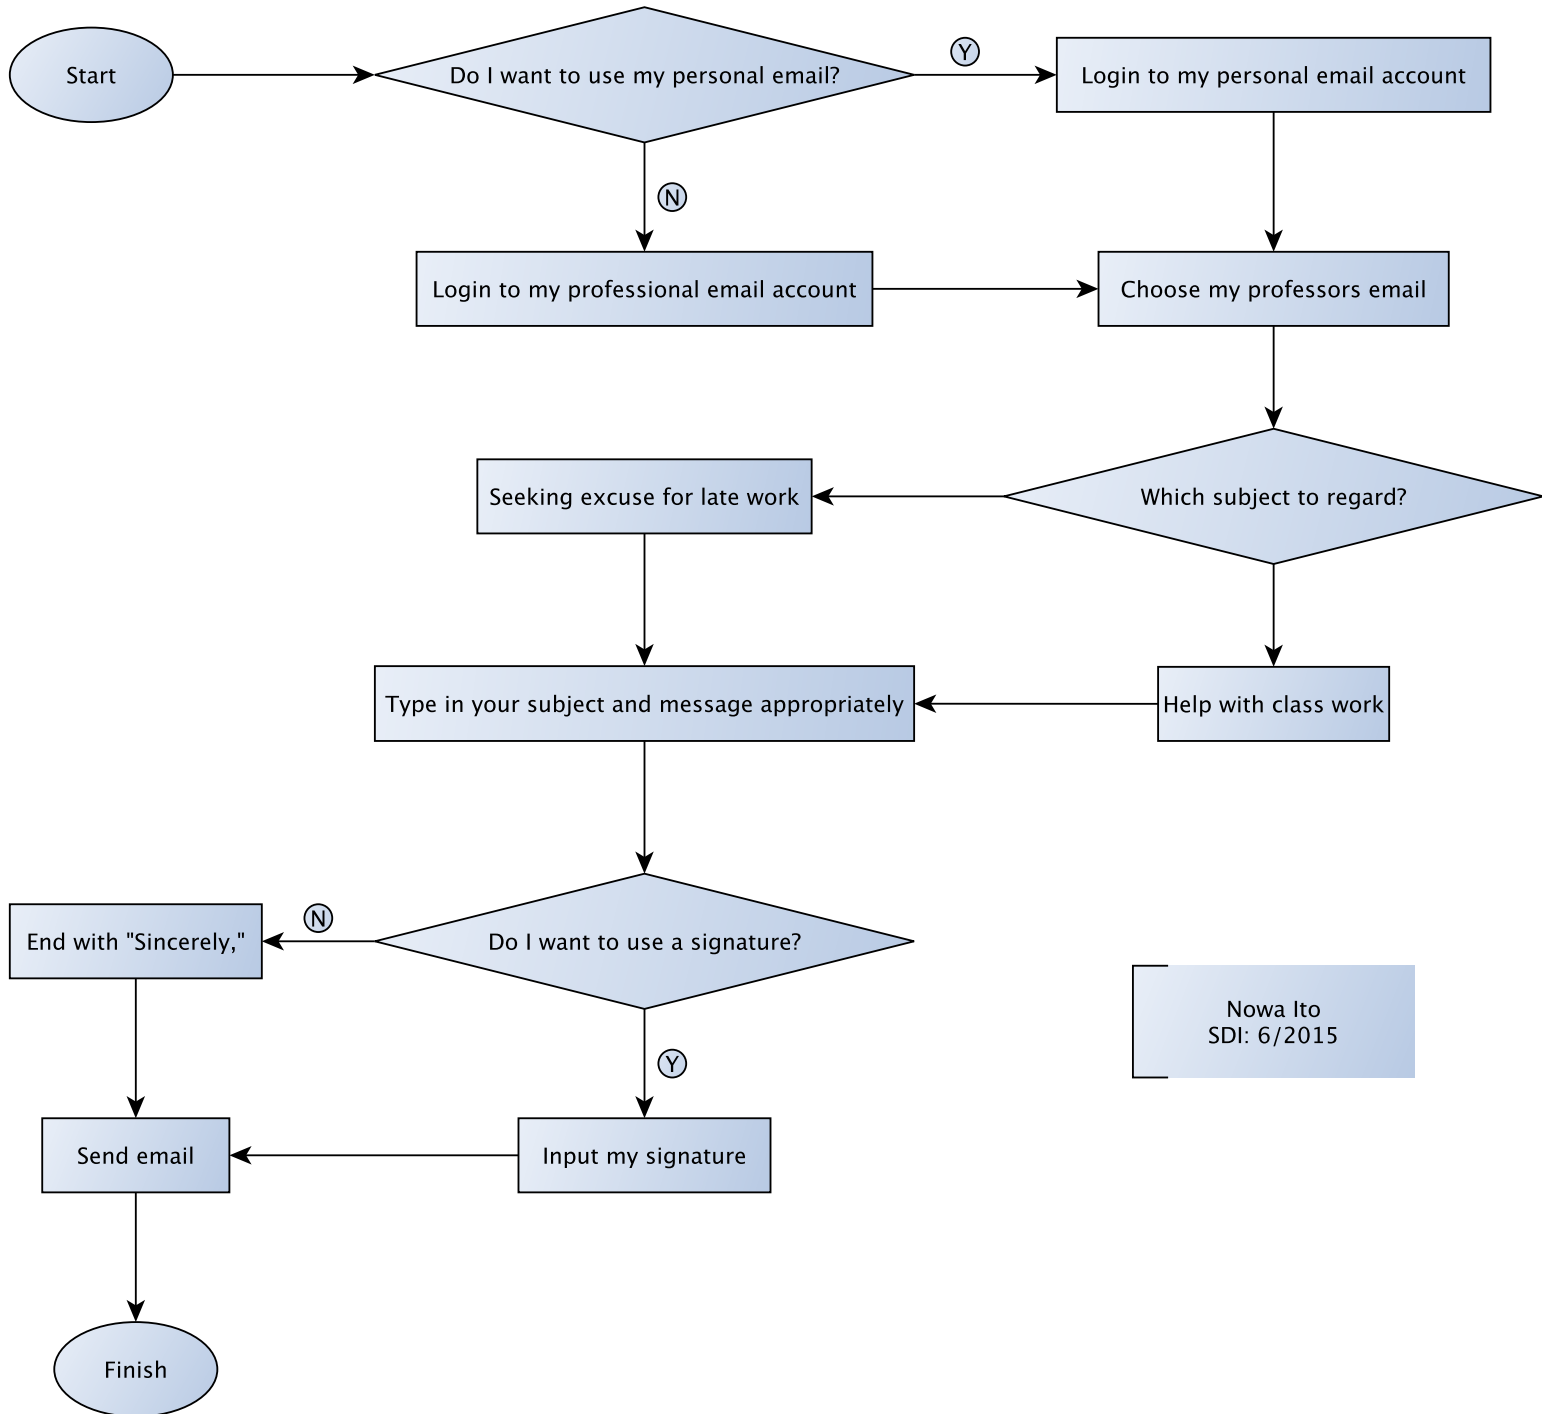 Start
Do I want to use my personal email?
Y
Login to my personal email account
N
Login to my professional email account
Choose my professors email
Seeking excuse for late work
Which subject to regard?
Type in your subject and message appropriately
Help with class work
End with "Sincerely,"
N
Do I want to use a signature?
Nowa Ito
SDI: 6/2015
Y
Send email
Input my signature
Finish